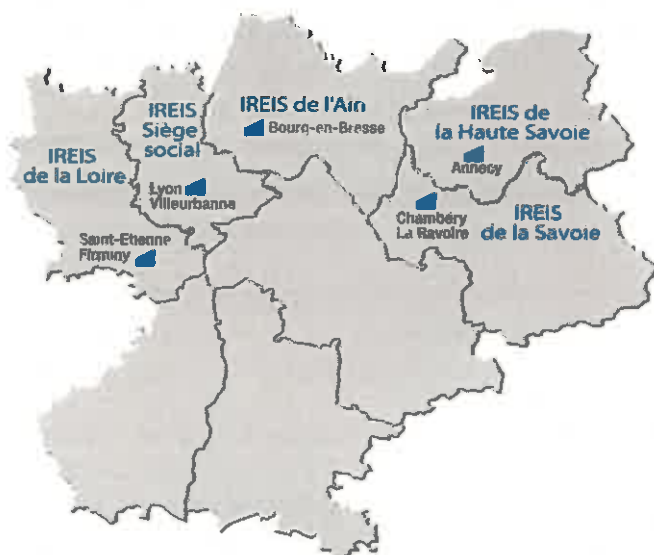 IREIS
Siège
social
IREIS de l'Ain
Bourg-en-Bresse
IREIS de
la Haute Savoie
Annecy
IREIS
de la Loire
Lyon
Villeurbanne
Chambéry
La Ravoire
IREIS
de la Savoie
Saint-Etienne
Firminy